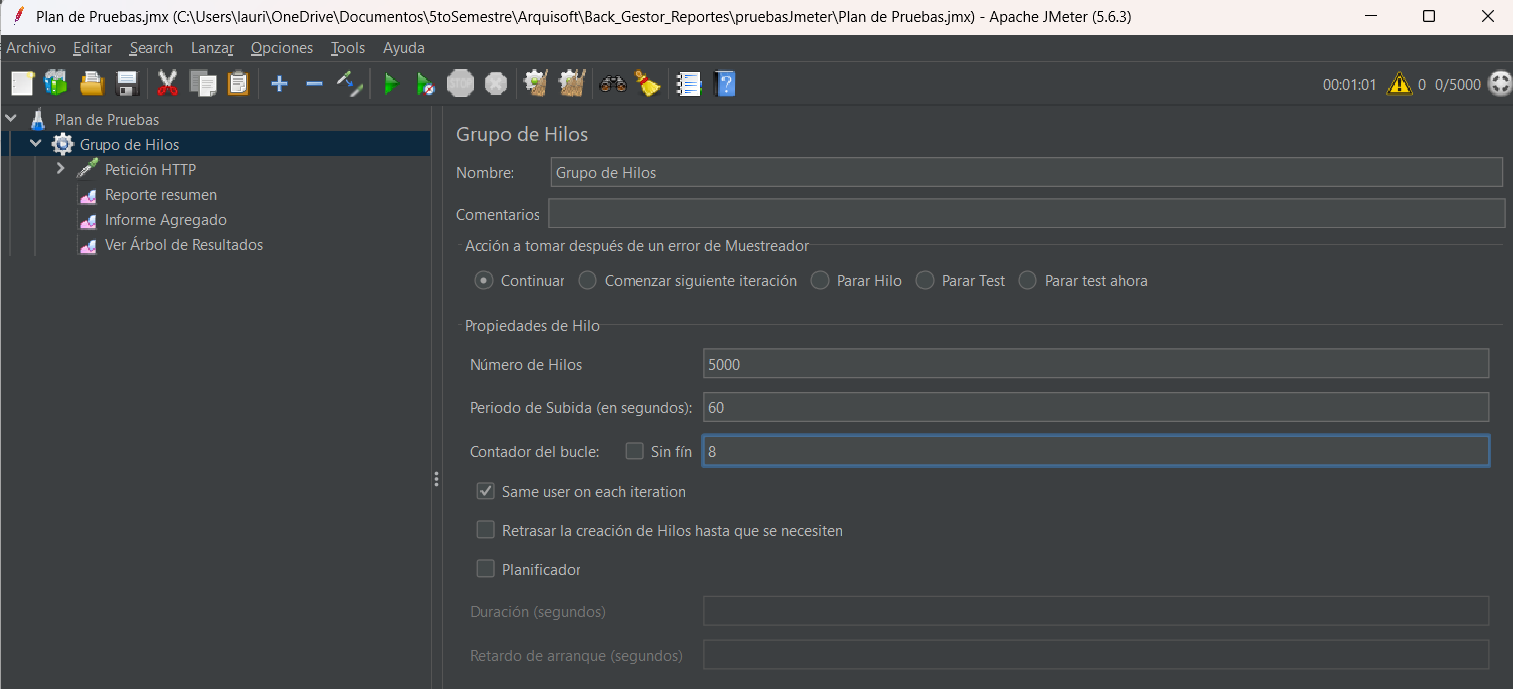 Plan de Pruebas.jmx (C:\Users\lauri\OneDrive\Documentos\5toSemestre\Arquisoft\Back_Gestor_Reportes\pruebasJmeter\Plan de Pruebas.jmx) - Apache JMeter (5.6.3)
Archivo Editar Search Lanzar Opciones Tools Ayuda
STOP 00:01:01 0 0/5000
Plan de Pruebas
Grupo de Hilos
Petición HTTP
Reporte resumen
Informe Agregado
Ver Árbol de Resultados
Grupo de Hilos
Nombre: Grupo de Hilos
Comentarios
Acción a tomar después de un error de Muestreador
Continuar Comenzar siguiente iteración Parar Hilo Parar Test Parar test ahora
Propiedades de Hilo
Número de Hilos 5000
Periodo de Subida (en segundos): 60
Contador del bucle: Sin fín 8
Same user on each iteration
Retrasar la creación de Hilos hasta que se necesiten
Planificador
Duración (segundos)
Retardo de arranque (segundos)